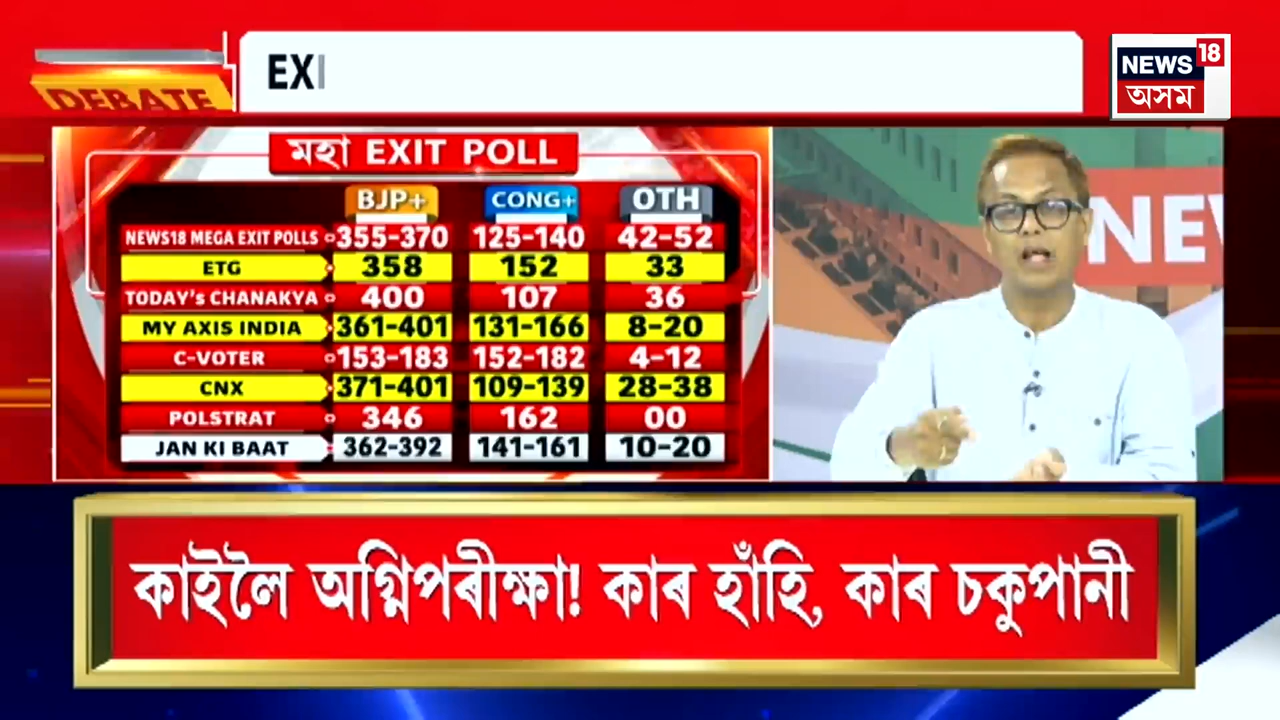 EXI
DEBATE
NEWS 18
অসম
মহা EXIT POLL
BJP+ CONG+ OTH
NEWS18 MEGA EXIT POLLS 355-370 125-140 42-52
ETG 358 152 33
TODAY's CHANAKYA 400 107 36
MY AXIS INDIA 361-401 131-166 8-20
C-VOTER 153-183 152-182 4-12
CNX 371-401 109-139 28-38
POLSTRAT 346 162 00
JAN KI BAAT 362-392 141-161 10-20
NEW
কাইলৈ অগ্নিপৰীক্ষা! কাৰ হাঁহি, কাৰ চকুপানী